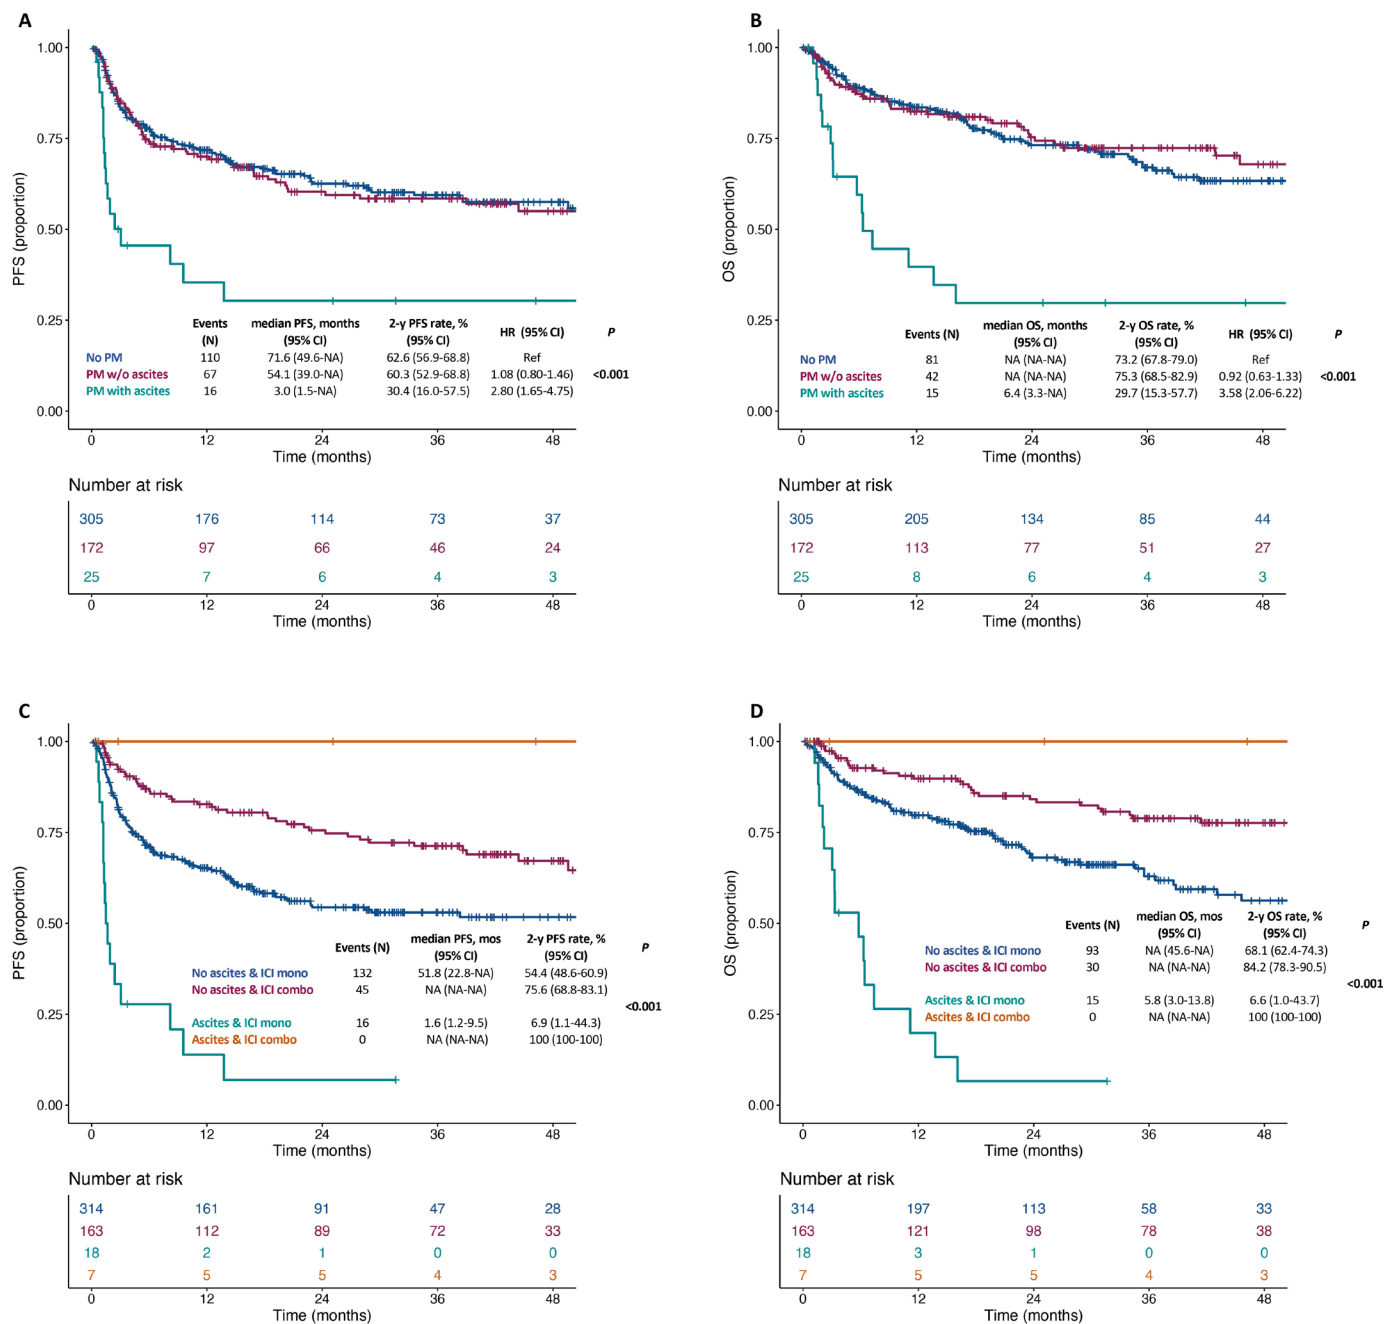 A
1.00
0.75
0.50
0.25
0.00
PFS (proportion)
Events (N) median PFS, months (95% CI) 2-y PFS rate, % (95% CI) HR (95% CI) P
No PM 110 71.6 (49.6-NA) 62.6 (56.9-68.8) Ref
PM w/o ascites 67 54.1 (39.0-NA) 60.3 (52.9-68.8) 1.08 (0.80-1.46) <0.001
PM with ascites 16 3.0 (1.5-NA) 30.4 (16.0-57.5) 2.80 (1.65-4.75)
0 12 24 36 48
Time (months)
Number at risk
305 176 114 73 37
172 97 66 46 24
25 7 6 4 3
0 12 24 36 48
Time (months)
B
1.00
0.75
0.50
0.25
0.00
OS (proportion)
Events (N) median OS, months (95% CI) 2-y OS rate, % (95% CI) HR (95% CI) P
No PM 81 NA (NA-NA) 73.2 (67.8-79.0) Ref
PM w/o ascites 42 NA (NA-NA) 75.3 (68.5-82.9) 0.92 (0.63-1.33) <0.001
PM with ascites 15 6.4 (3.3-NA) 29.7 (15.3-57.7) 3.58 (2.06-6.22)
0 12 24 36 48
Time (months)
Number at risk
305 205 134 85 44
172 113 77 51 27
25 8 6 4 3
0 12 24 36 48
Time (months)
C
1.00
0.75
0.50
0.25
0.00
PFS (proportion)
Events (N) median PFS, mos (95% CI) 2-y PFS rate, % (95% CI) P
No ascites & ICI mono 132 51.8 (22.8-NA) 54.4 (48.6-60.9)
No ascites & ICI combo 45 NA (NA-NA) 75.6 (68.8-83.1)
<0.001
Ascites & ICI mono 16 1.6 (1.2-9.5) 6.9 (1.1-44.3)
Ascites & ICI combo 0 NA (NA-NA) 100 (100-100)
0 12 24 36 48
Time (months)
Number at risk
314 161 91 47 28
163 112 89 72 33
18 2 1 0 0
7 5 5 4 3
0 12 24 36 48
Time (months)
D
1.00
0.75
0.50
0.25
0.00
OS (proportion)
Events (N) median OS, mos (95% CI) 2-y OS rate, % (95% CI) P
No ascites & ICI mono 93 NA (45.6-NA) 68.1 (62.4-74.3)
No ascites & ICI combo 30 NA (NA-NA) 84.2 (78.3-90.5)
<0.001
Ascites & ICI mono 15 5.8 (3.0-13.8) 6.6 (1.0-43.7)
Ascites & ICI combo 0 NA (NA-NA) 100 (100-100)
0 12 24 36 48
Time (months)
Number at risk
314 197 113 58 33
163 121 98 78 38
18 3 1 0 0
7 5 5 4 3
0 12 24 36 48
Time (months)